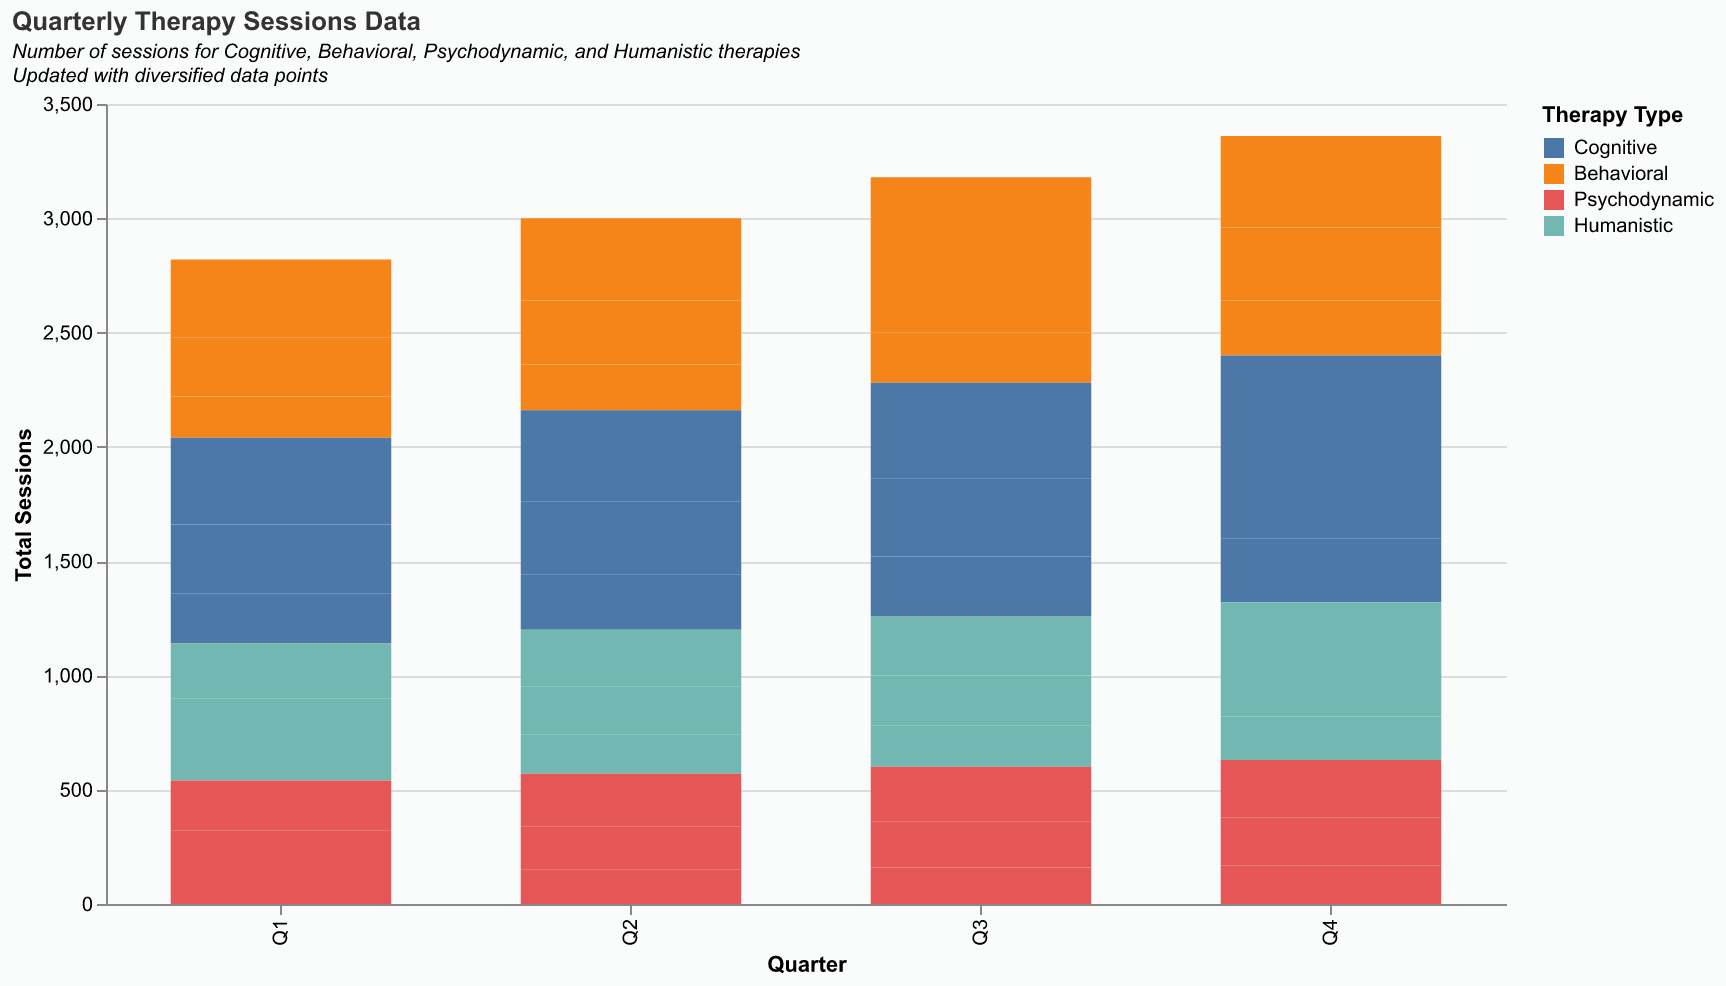 Quarterly Therapy Sessions Data
Number of sessions for Cognitive, Behavioral, Psychodynamic, and Humanistic therapies
Updated with diversified data points
Total Sessions
3,500
3,000
2,500
2,000
1,500
1,000
500
0
Q1
Q2
Q3
Q4
Quarter
Therapy Type
Cognitive
Behavioral
Psychodynamic
Humanistic